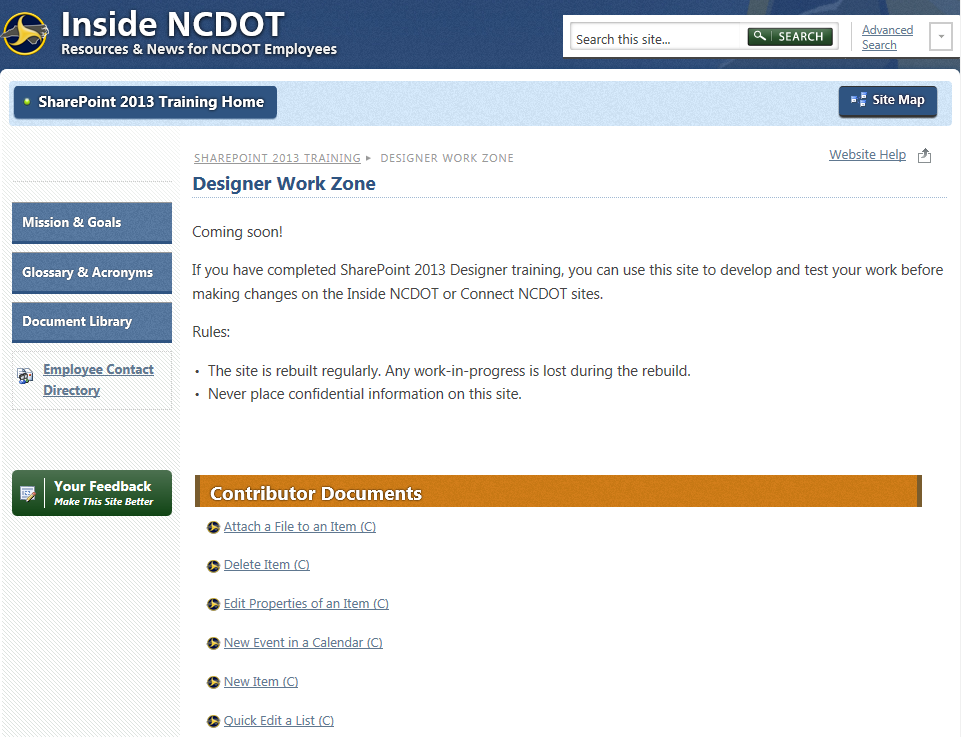 Inside NCDOT
Resources & News for NCDOT Employees
Search this site...
SEARCH
Advanced
Search
SharePoint 2013 Training Home
Site Map
SHAREPOINT 2013 TRAINING ▸ DESIGNER WORK ZONE
Website Help
Designer Work Zone
Mission & Goals
Glossary & Acronyms
Document Library
Employee Contact
Directory
Your Feedback
Make This Site Better
Coming soon!
If you have completed SharePoint 2013 Designer training, you can use this site to develop and test your work before
making changes on the Inside NCDOT or Connect NCDOT sites.
Rules:
• The site is rebuilt regularly. Any work-in-progress is lost during the rebuild.
• Never place confidential information on this site.
Contributor Documents
Attach a File to an Item (C)
Delete Item (C)
Edit Properties of an Item (C)
New Event in a Calendar (C)
New Item (C)
Quick Edit a List (C)